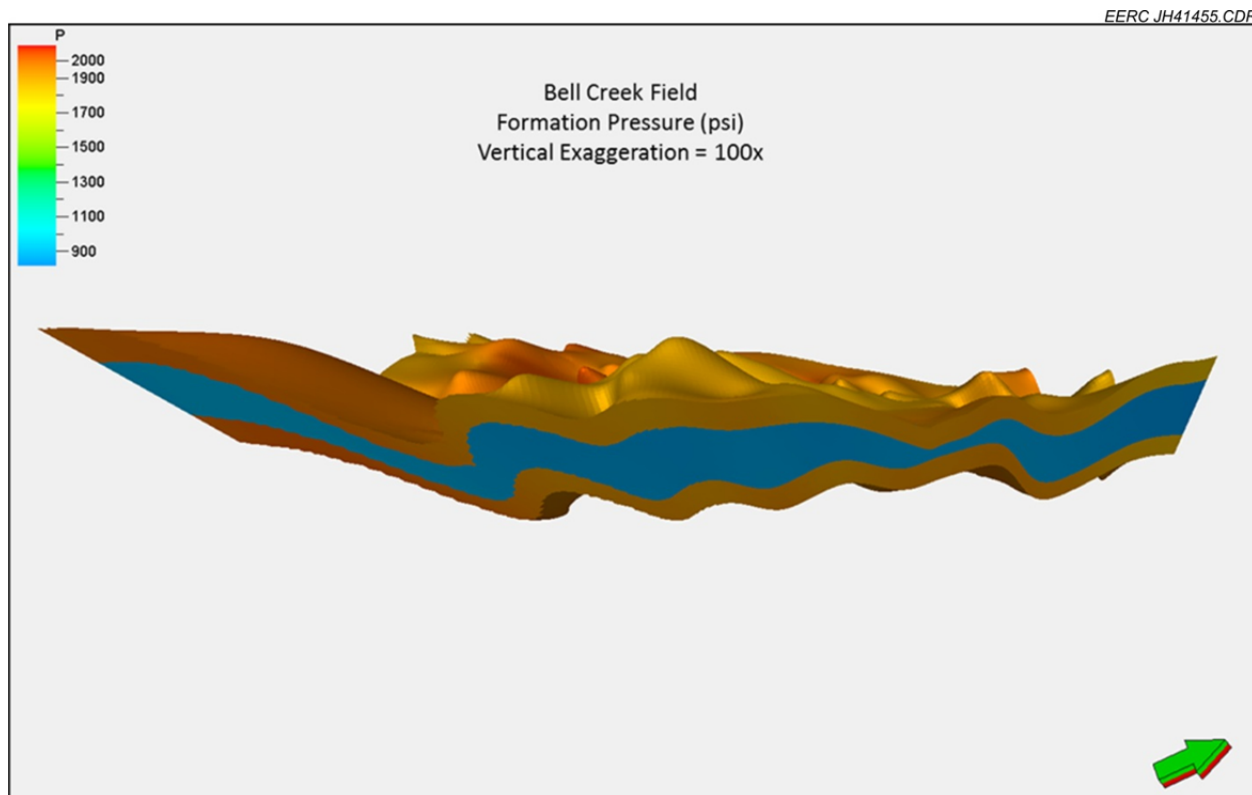 EERC JH41455.CDR
P
2000
1900
1700
1500
1300
1100
900
Bell Creek Field
Formation Pressure (psi)
Vertical Exaggeration = 100x